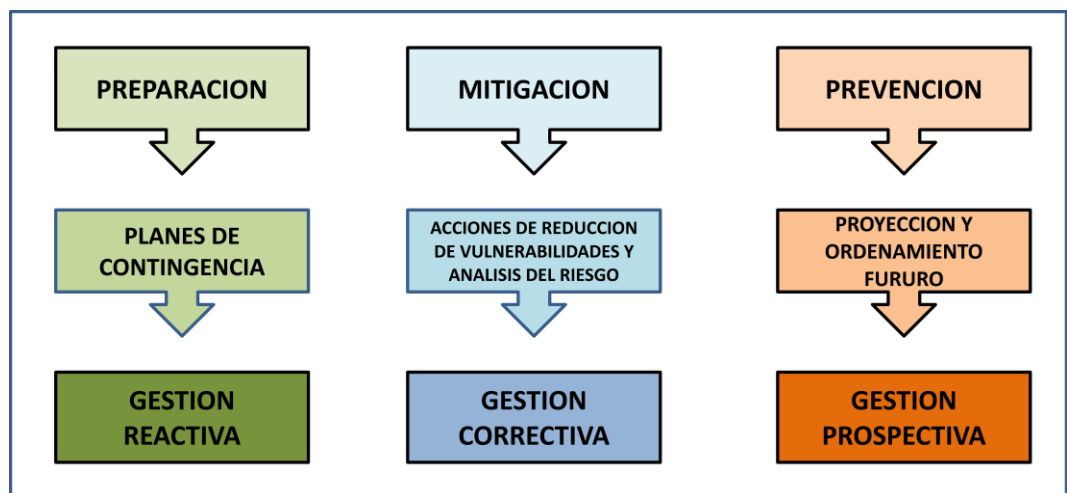 PREPARACION
MITIGACION
PREVENCION
PLANES DE
CONTINGENCIA
ACCIONES DE REDUCCION
DE VULNERABILIDADES Y
ANALISIS DEL RIESGO
PROYECCION Y
ORDENAMIENTO
FURURO
GESTION
REACTIVA
GESTION
CORRECTIVA
GESTION
PROSPECTIVA